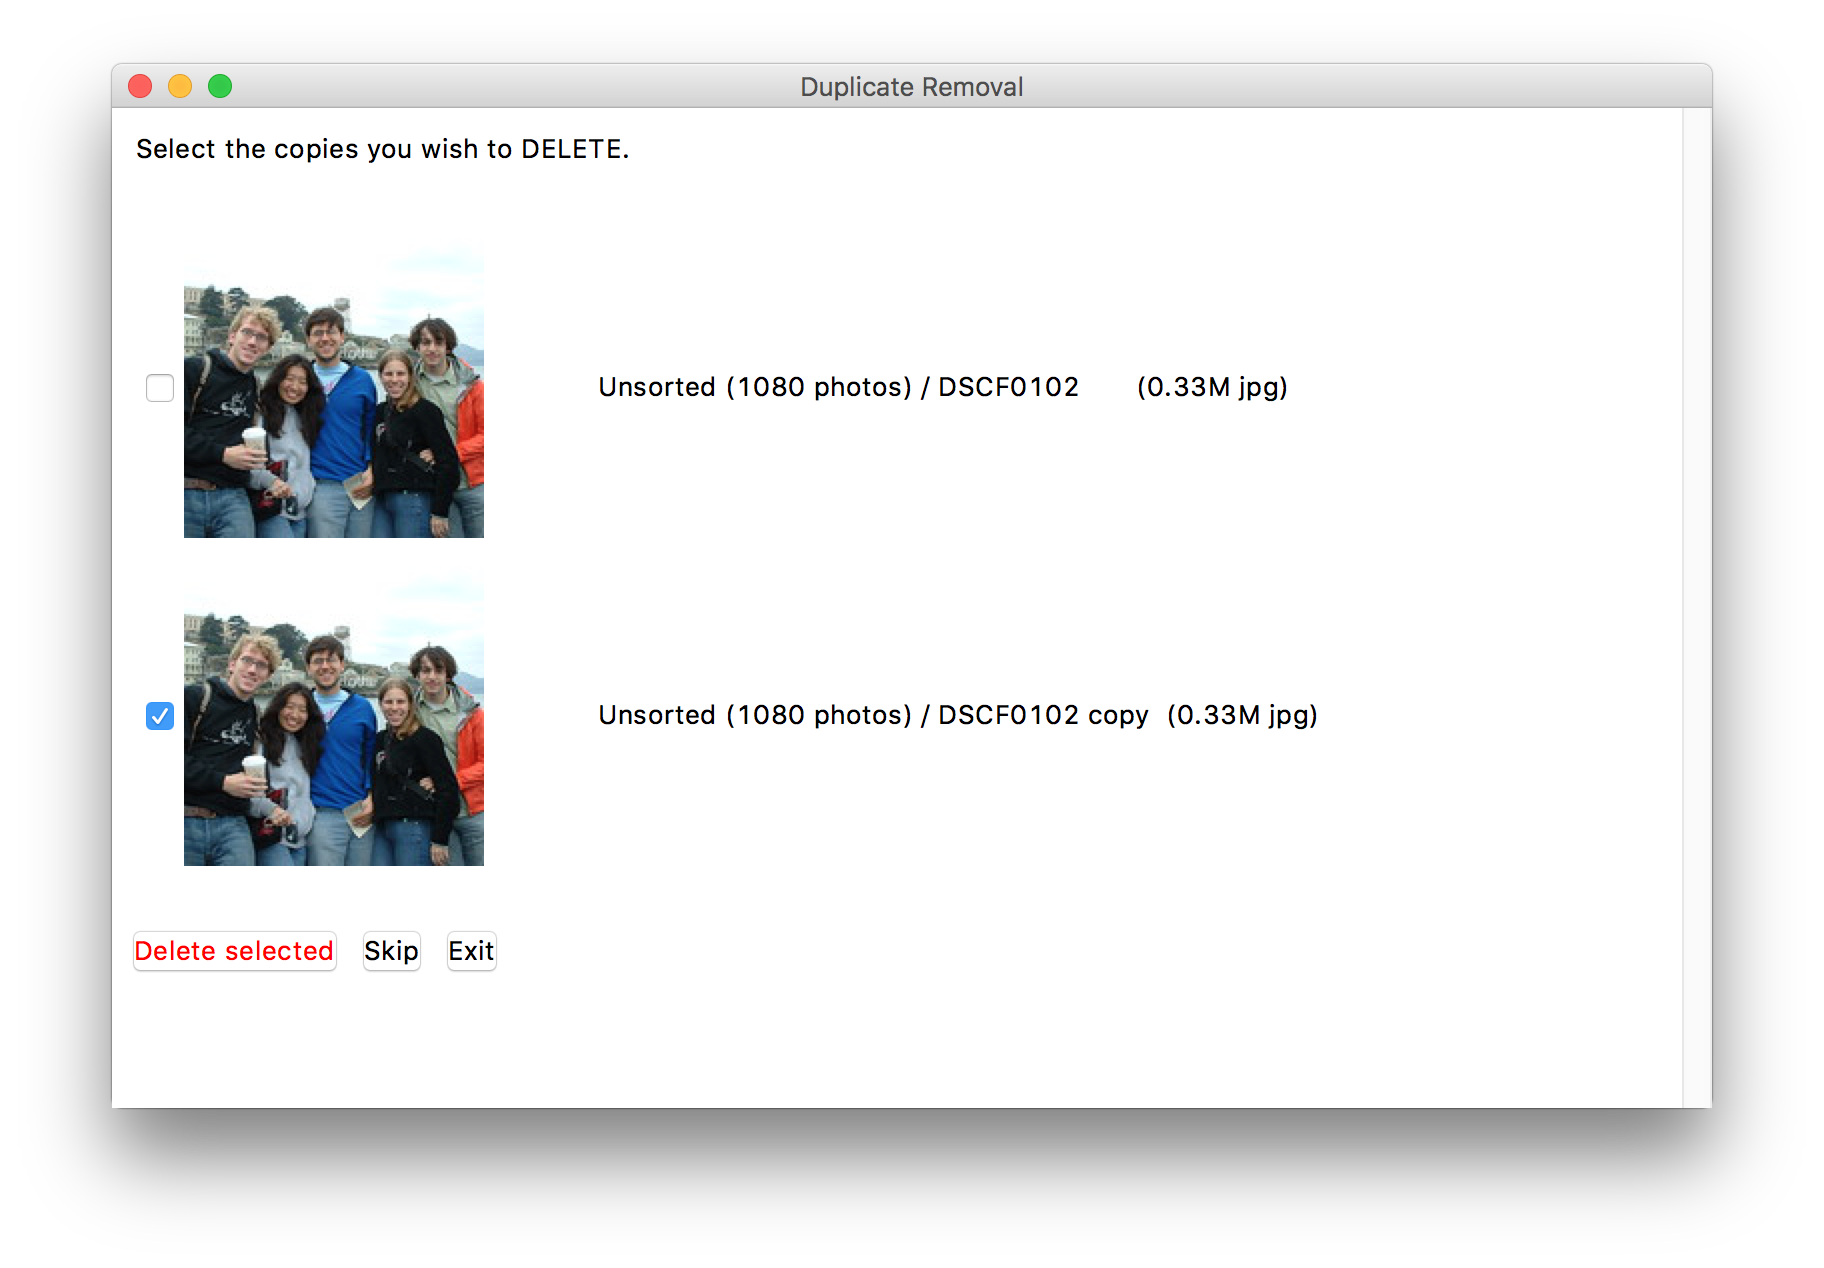 Duplicate Removal
Select the copies you wish to DELETE.
Unsorted (1080 photos) / DSCF0102 (0.33M jpg)
Unsorted (1080 photos) / DSCF0102 copy (0.33M jpg)
Delete selected Skip Exit